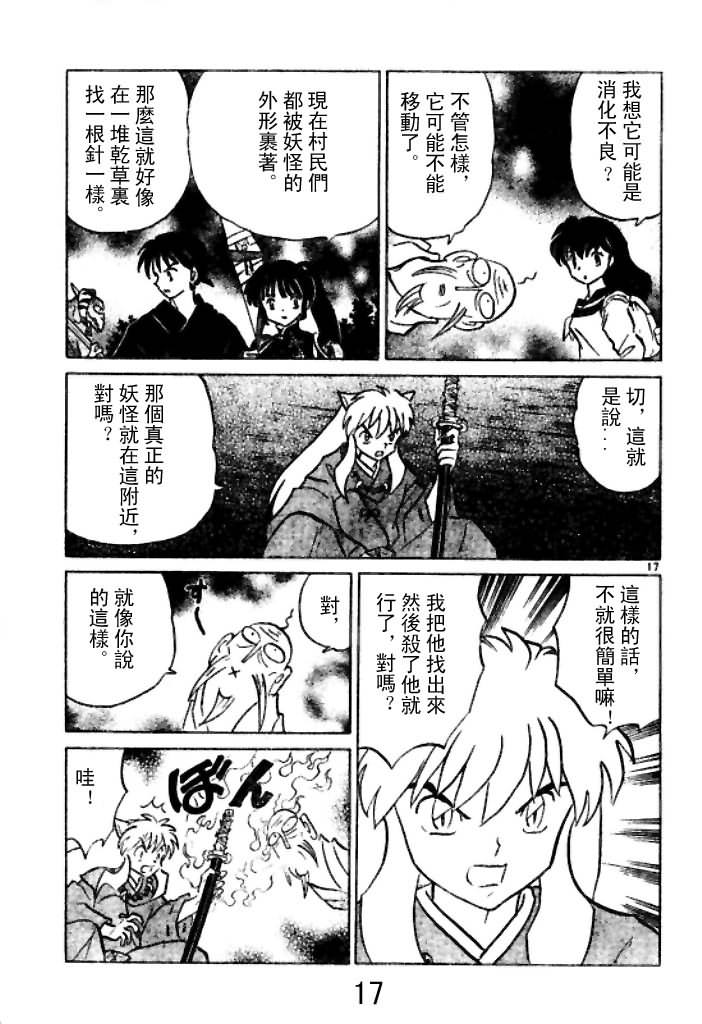 我想它可能是
消化不良？
不管怎樣，
它可能不能
移動了。
現在村民們
都被妖怪的
外形裹著。
那麼這就好像
在一堆乾草裏
找一根針一樣。
切，這就
是說…
那個真正的
妖怪就在這附近，
對嗎？
17
這樣的話，
不就很簡單嘛！
我把他找出來
然後殺了他就
行了，對嗎？
對，
就像你說
的這樣。
す～
ぼん
哇！
17